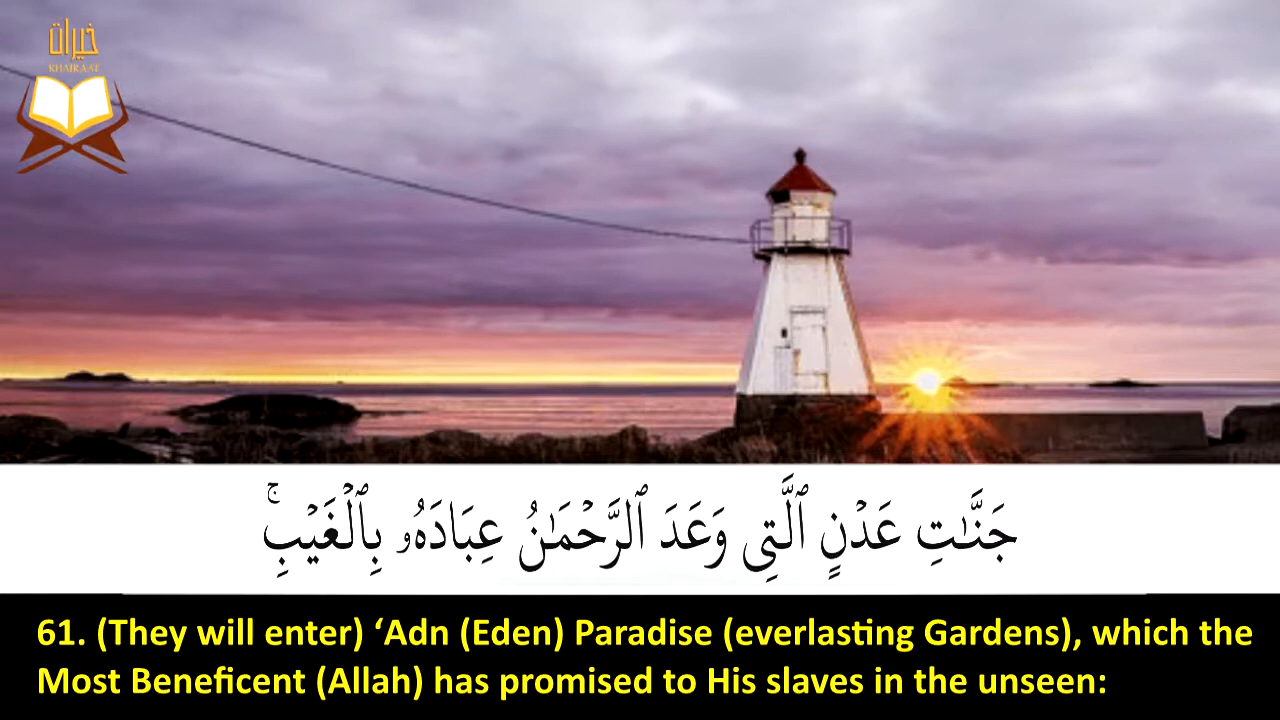 خيرات
KHAIRAAT
جَنَّـٰتِ عَدْنٍ ٱلَّتِى وَعَدَ ٱلرَّحْمَـٰنُ عِبَادَهُۥ بِٱلْغَيْبِ ۚ
61. (They will enter) ‘Adn (Eden) Paradise (everlasting Gardens), which the
Most Beneficent (Allah) has promised to His slaves in the unseen: